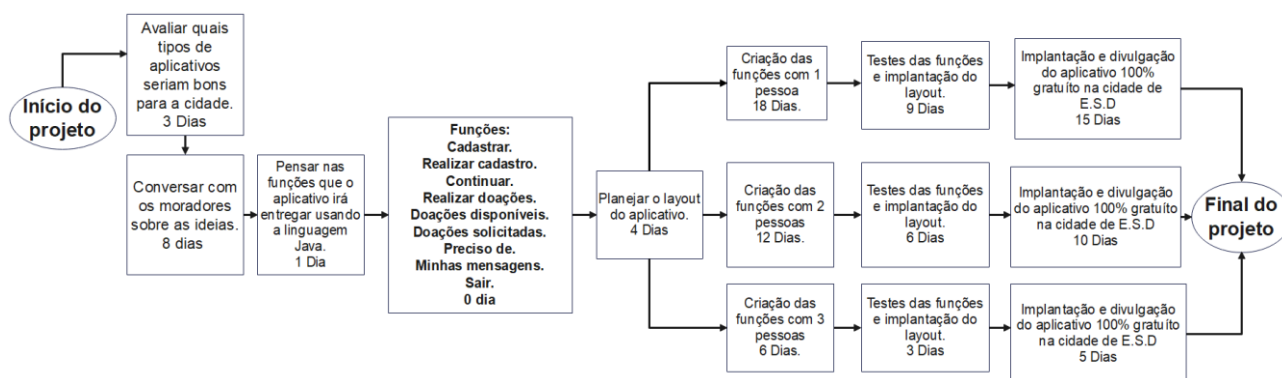 Início do
projeto
Avaliar quais
tipos de
aplicativos
seriam bons
para a cidade.
3 Dias
Conversar com
os moradores
sobre as ideias.
8 dias
Pensar nas
funções que o
aplicativo irá
entregar usando
a linguagem
Java.
1 Dia
Funções:
Cadastrar.
Realizar cadastro.
Continuar.
Realizar doações.
Doações disponíveis.
Doações solicitadas.
Preciso de.
Minhas mensagens.
Sair.
0 dia
Planejar o layout
do aplicativo.
4 Dias
Criação das
funções com 1
pessoa
18 Dias.
Testes das funções
e implantação do
layout.
9 Dias
Implantação e divulgação
do aplicativo 100%
gratuíto na cidade de
E.S.D
15 Dias
Criação das
funções com 2
pessoas
12 Dias.
Testes das funções
e implantação do
layout.
6 Dias
Implantação e divulgação
do aplicativo 100% gratuíto
na cidade de E.S.D
10 Dias
Criação das
funções com 3
pessoas
6 Dias.
Testes das funções
e implantação do
layout.
3 Dias
Implantação e divulgação
do aplicativo 100% gratuíto
na cidade de E.S.D
5 Dias
Final do
projeto